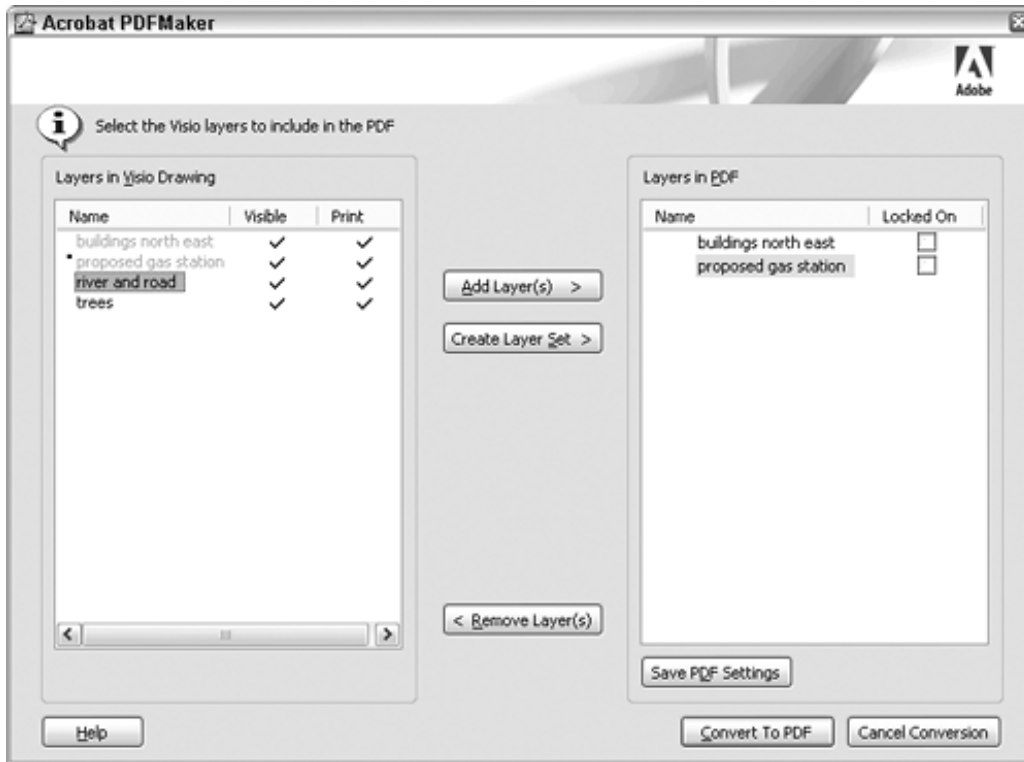 Acrobat PDFMaker
Adobe
Select the Visio layers to include in the PDF
Layers in Visio Drawing
Name Visible Print
buildings north east
proposed gas station
river and road
trees
Add Layer(s) >
Create Layer Set >
< Remove Layer(s)
Layers in PDF
Name Locked On
buildings north east
proposed gas station
Save PDF Settings
Help
Convert To PDF
Cancel Conversion